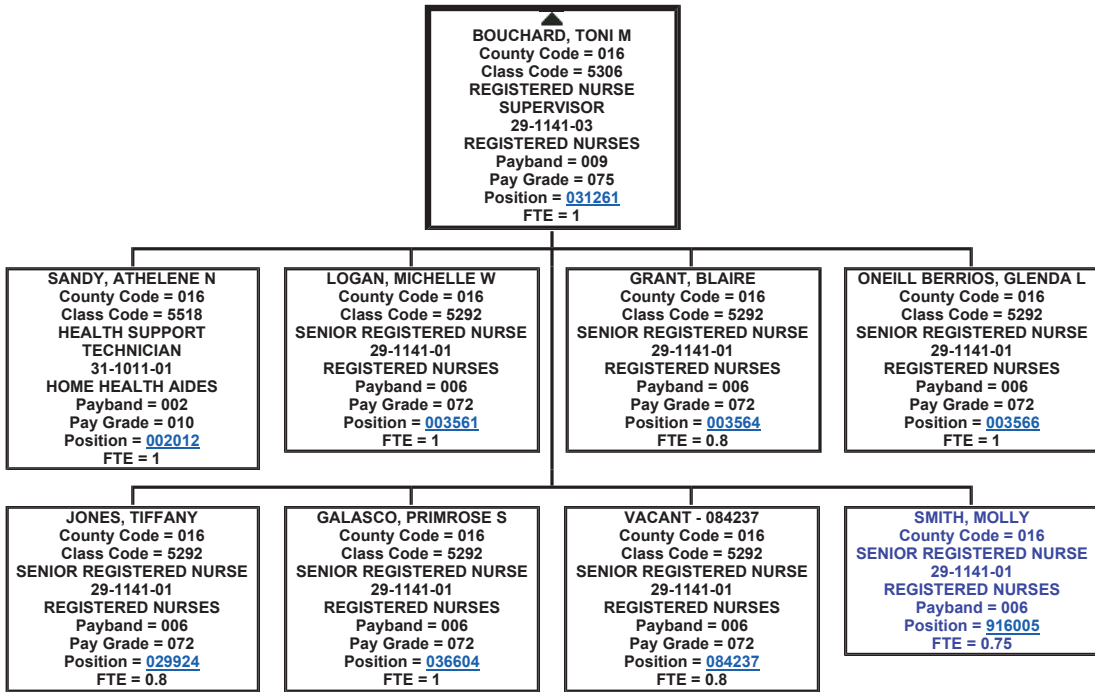 BOUCHARD, TONI M
County Code = 016
Class Code = 5306
REGISTERED NURSE
SUPERVISOR
29-1141-03
REGISTERED NURSES
Payband = 009
Pay Grade = 075
Position = 031261
FTE = 1
SANDY, ATHELENE N
County Code = 016
Class Code = 5518
HEALTH SUPPORT
TECHNICIAN
31-1011-01
HOME HEALTH AIDES
Payband = 002
Pay Grade = 010
Position = 002012
FTE = 1
LOGAN, MICHELLE W
County Code = 016
Class Code = 5292
SENIOR REGISTERED NURSE
29-1141-01
REGISTERED NURSES
Payband = 006
Pay Grade = 072
Position = 003561
FTE = 1
GRANT, BLAIRE
County Code = 016
Class Code = 5292
SENIOR REGISTERED NURSE
29-1141-01
REGISTERED NURSES
Payband = 006
Pay Grade = 072
Position = 003564
FTE = 0.8
ONEILL BERRIOS, GLENDA L
County Code = 016
Class Code = 5292
SENIOR REGISTERED NURSE
29-1141-01
REGISTERED NURSES
Payband = 006
Pay Grade = 072
Position = 003566
FTE = 1
JONES, TIFFANY
County Code = 016
Class Code = 5292
SENIOR REGISTERED NURSE
29-1141-01
REGISTERED NURSES
Payband = 006
Pay Grade = 072
Position = 029924
FTE = 0.8
GALASCO, PRIMROSE S
County Code = 016
Class Code = 5292
SENIOR REGISTERED NURSE
29-1141-01
REGISTERED NURSES
Payband = 006
Pay Grade = 072
Position = 036604
FTE = 1
VACANT - 084237
County Code = 016
Class Code = 5292
SENIOR REGISTERED NURSE
29-1141-01
REGISTERED NURSES
Payband = 006
Pay Grade = 072
Position = 084237
FTE = 0.8
SMITH, MOLLY
County Code = 016
SENIOR REGISTERED NURSE
29-1141-01
REGISTERED NURSES
Payband = 006
Position = 916005
FTE = 0.75